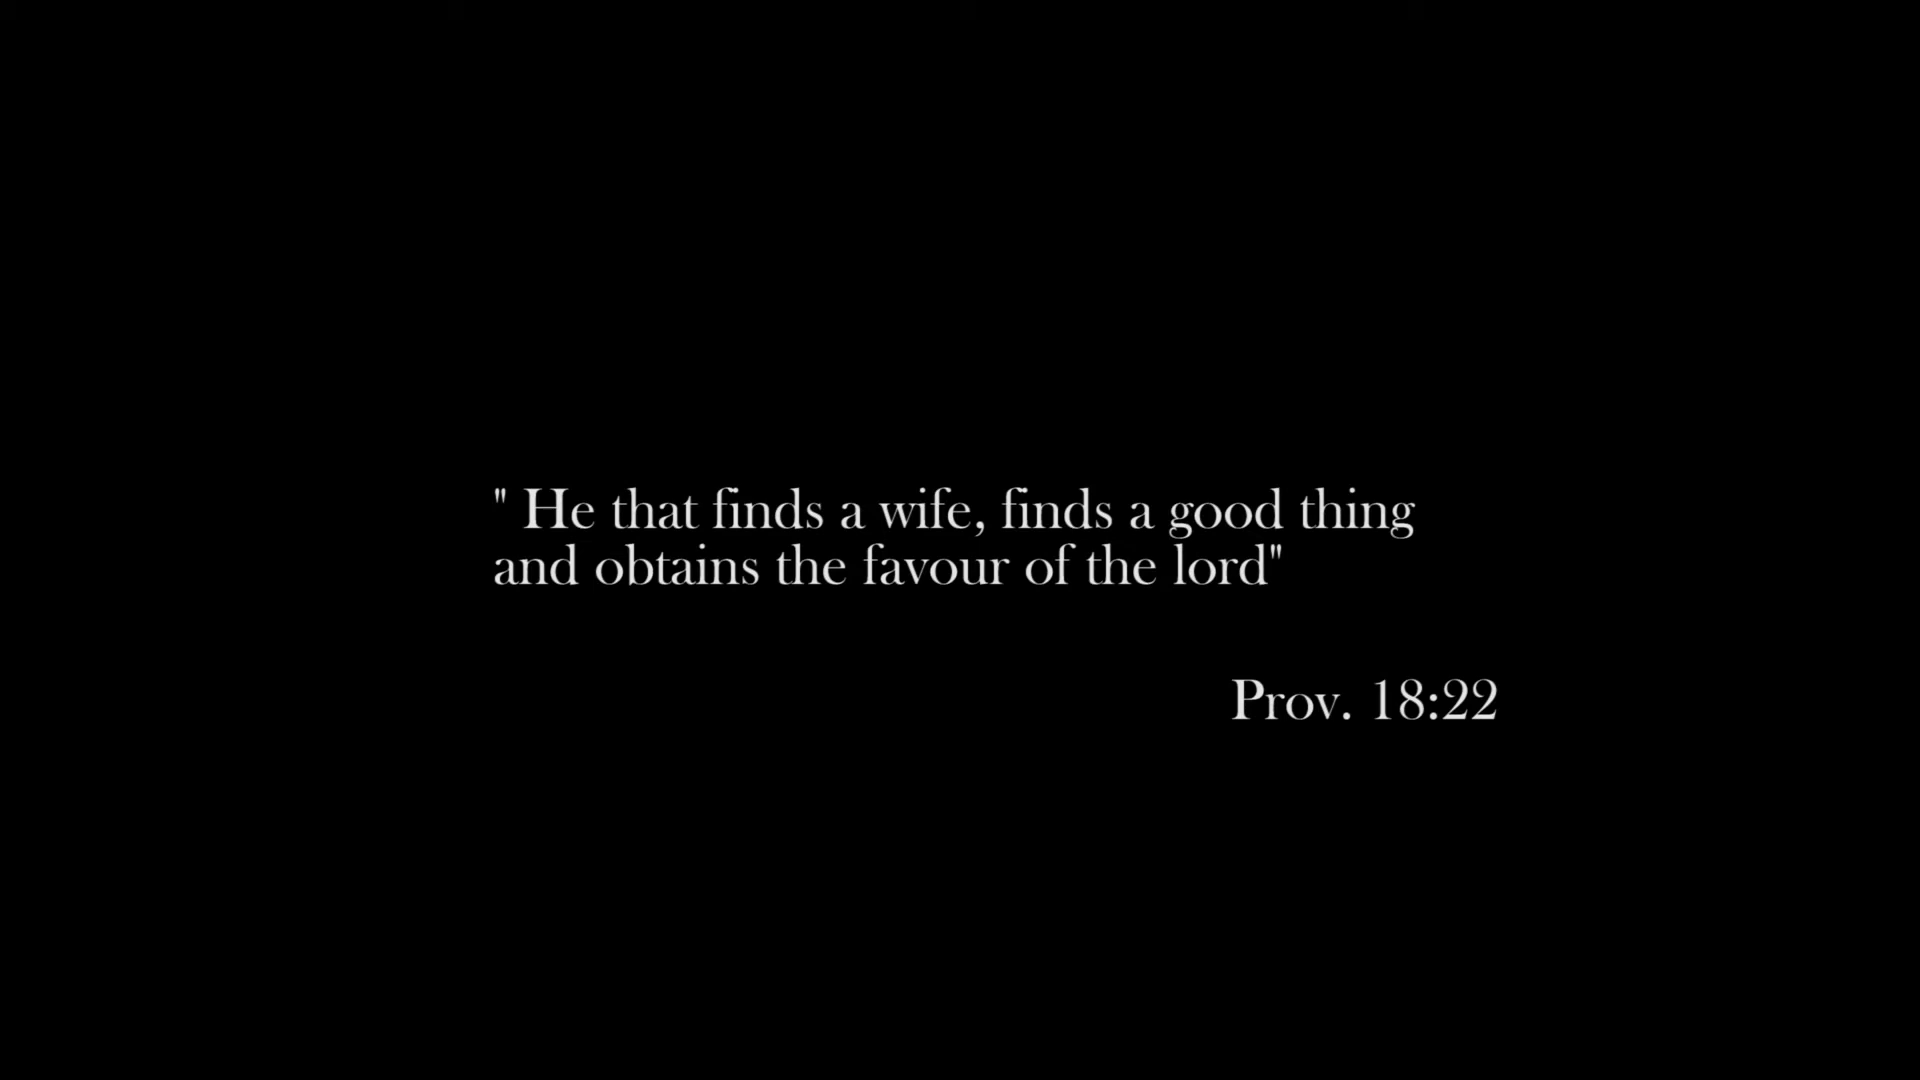 " He that finds a wife, finds a good thing
and obtains the favour of the lord"
Prov. 18:22